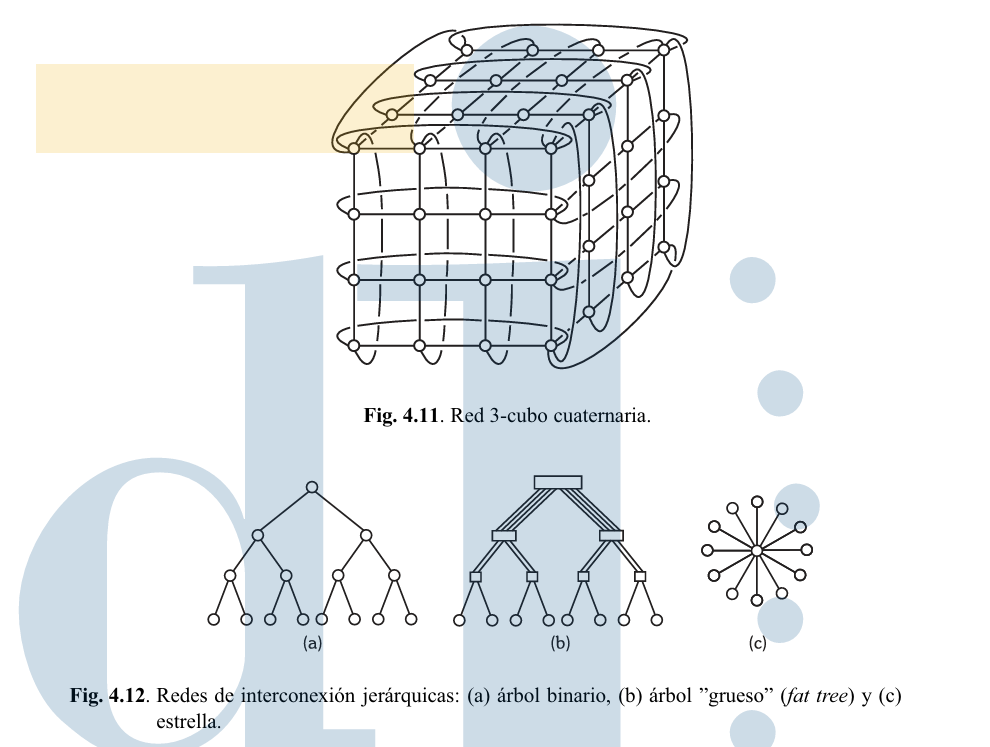 Fig. 4.11. Red 3-cubo cuaternaria.
(a)
(b)
(c)
Fig. 4.12. Redes de interconexión jerárquicas: (a) árbol binario, (b) árbol ”grueso” (fat tree) y (c)
estrella.